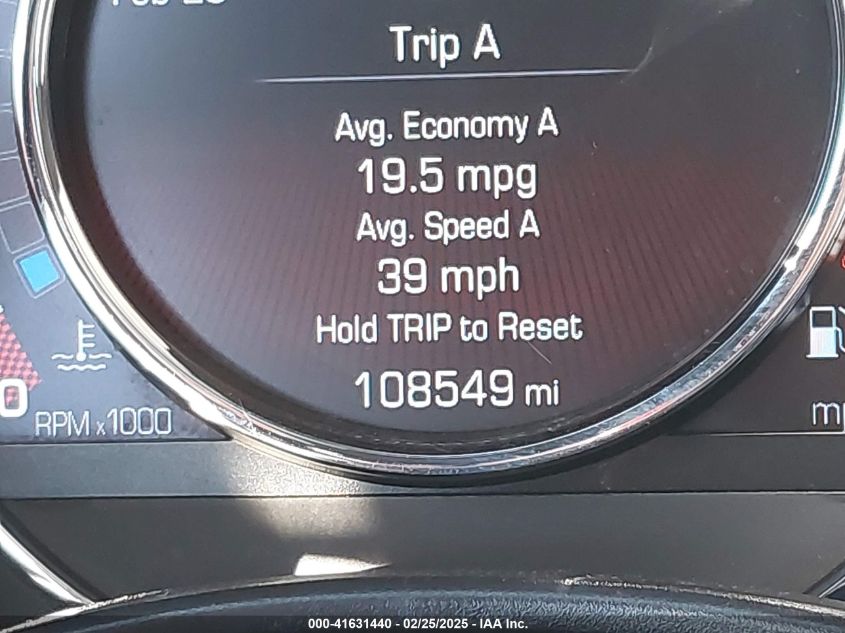 Trip A
Avg. Economy A
19.5 mpg
Avg. Speed A
39 mph
Hold TRIP to Reset
108549 mi
0
RPM x1000
000-41631440 - 02/25/2025 - IAA Inc.